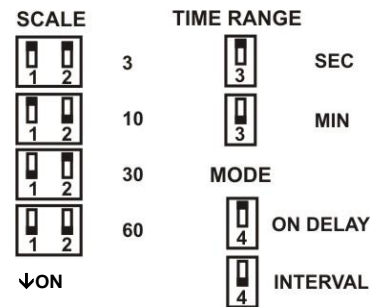 SCALE
1 2 3
1 2 10
1 2 30
1 2 60
↓ON
TIME RANGE
3 SEC
3 MIN
MODE
4 ON DELAY
4 INTERVAL